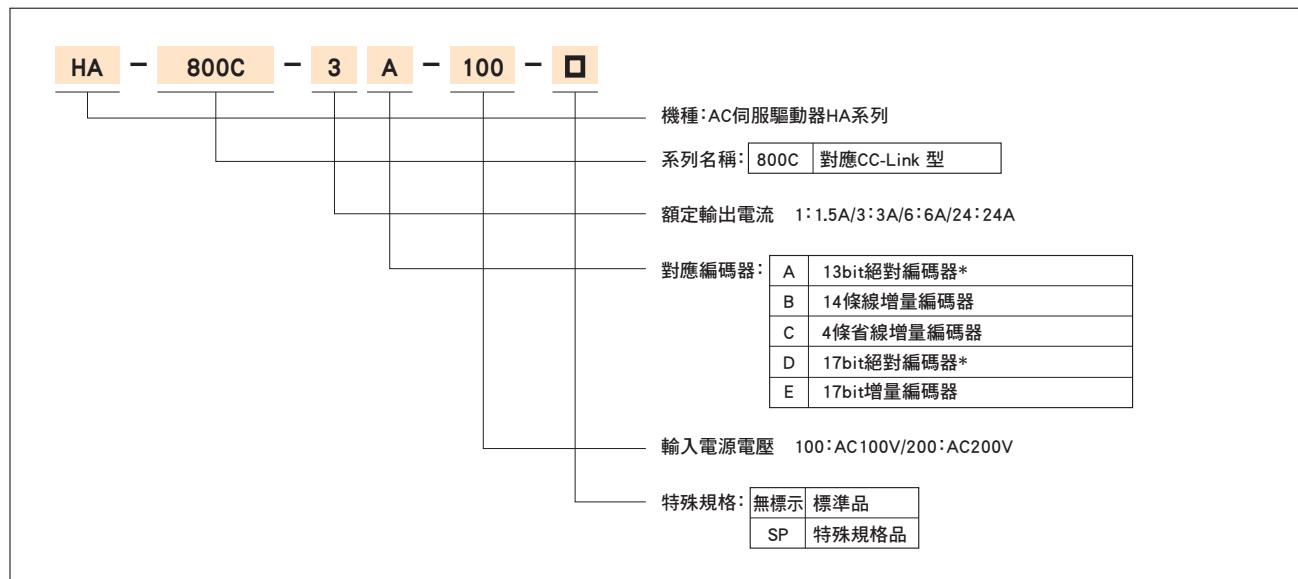 HA - 800C - 3 A - 100 - □
機種:AC伺服驅動器HA系列
系列名稱: 800C 對應CC-Link 型
額定輸出電流 1:1.5A/3:3A/6:6A/24:24A
對應編碼器: A 13bit絕對編碼器*
B 14條線增量編碼器
C 4條省線增量編碼器
D 17bit絕對編碼器*
E 17bit增量編碼器
輸入電源電壓 100:AC100V/200:AC200V
特殊規格: 無標示 標準品
SP 特殊規格品